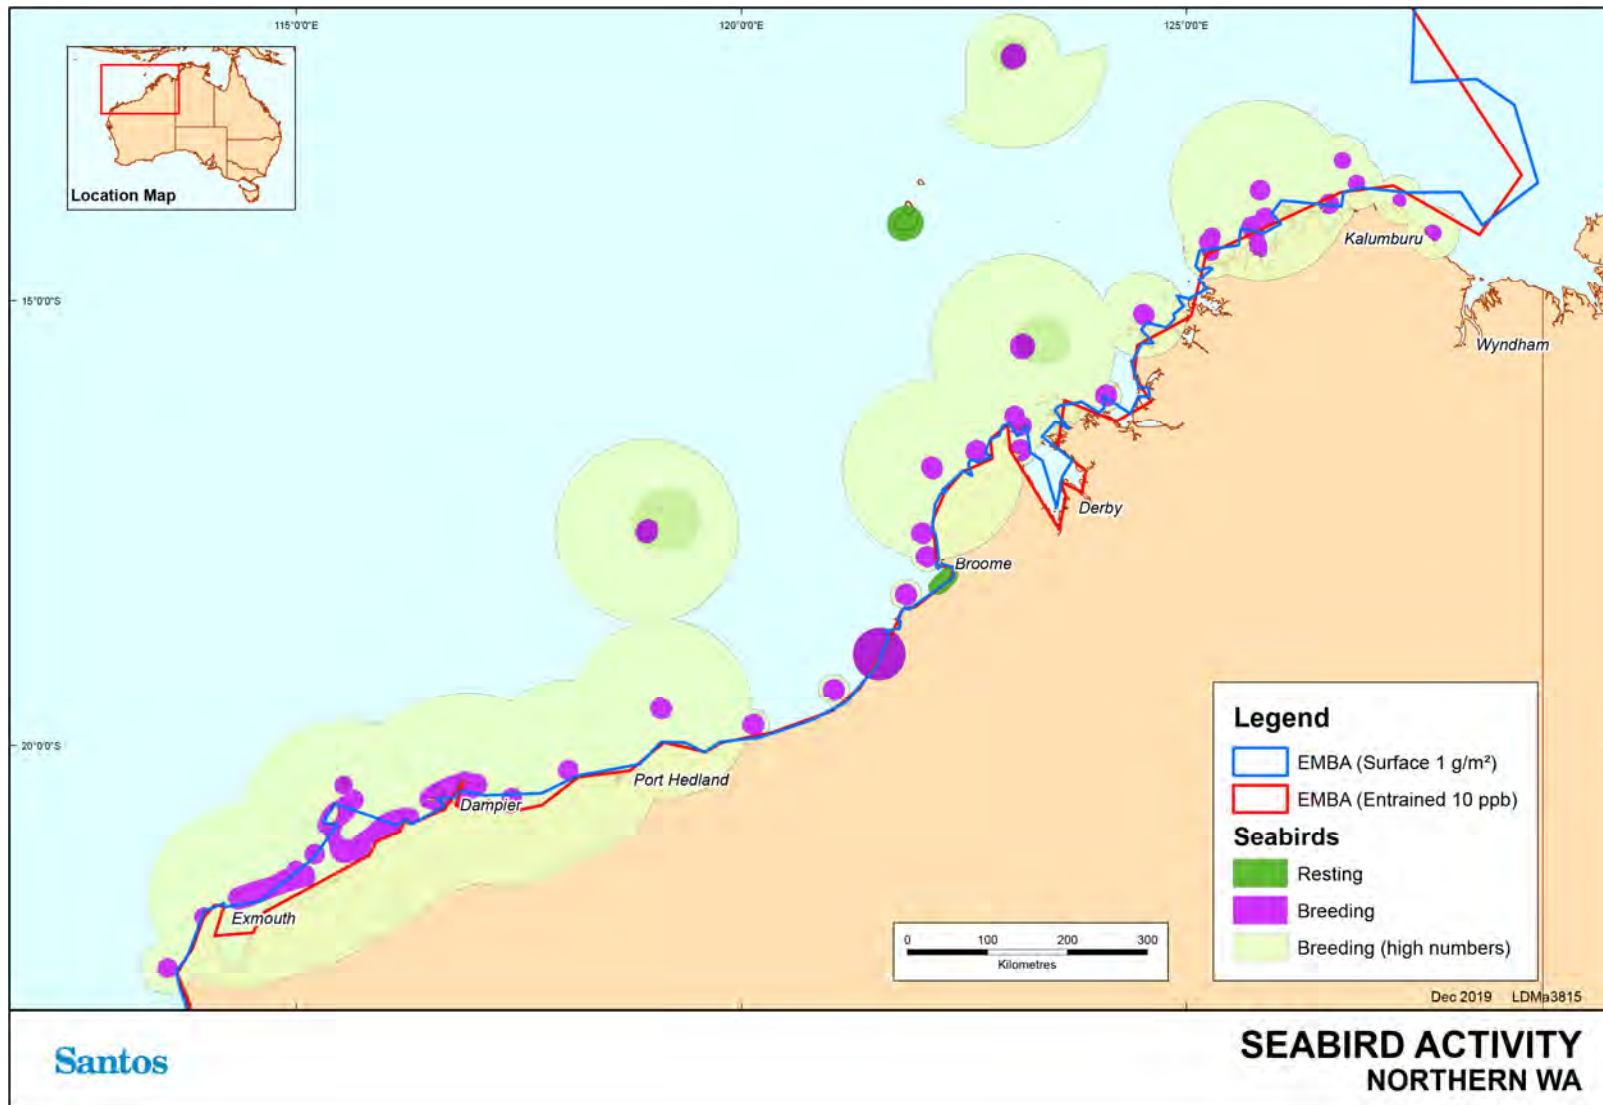 115°0'0"E
120°0'0"E
125°0'0"E
Location Map
15°0'0"S
20°0'0"S
Kalumburu
Wyndham
Derby
Broome
Port Hedland
Dampier
Exmouth
Legend
EMBA (Surface 1 g/m²)
EMBA (Entrained 10 ppb)
Seabirds
Resting
Breeding
Breeding (high numbers)
0 100 200 300
Kilometres
Dec 2019 LDMa3815
Santos
SEABIRD ACTIVITY
NORTHERN WA